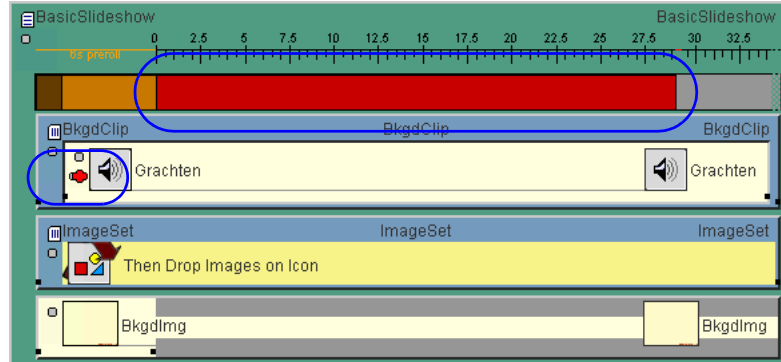 BasicSlideshow BasicSlideshow
0 2.5 5 7.5 10 12.5 15 17.5 20 22.5 25 27.5 30 32.5
6s preroll
BkgdClip BkgdClip BkgdClip
Grachten Grachten
ImageSet ImageSet ImageSet
Then Drop Images on Icon
BkgdImg BkgdImg